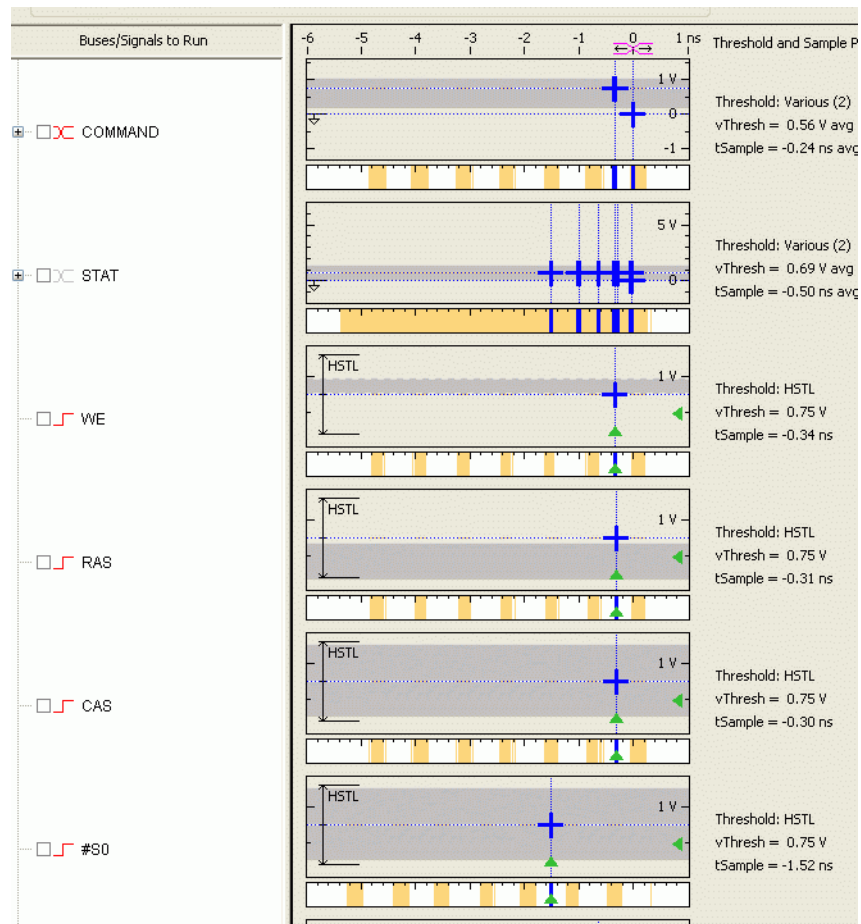 Buses/Signals to Run
-6 -5 -4 -3 -2 -1 0 1 ns
Threshold and Sample P
COMMAND
1 V
0
-1
Threshold: Various (2)
vThresh = 0.56 V avg
tSample = -0.24 ns avg
STAT
5 V
0
Threshold: Various (2)
vThresh = 0.69 V avg
tSample = -0.50 ns avg
WE
HSTL
1 V
Threshold: HSTL
vThresh = 0.75 V
tSample = -0.34 ns
RAS
HSTL
1 V
Threshold: HSTL
vThresh = 0.75 V
tSample = -0.31 ns
CAS
HSTL
1 V
Threshold: HSTL
vThresh = 0.75 V
tSample = -0.30 ns
#S0
HSTL
1 V
Threshold: HSTL
vThresh = 0.75 V
tSample = -1.52 ns